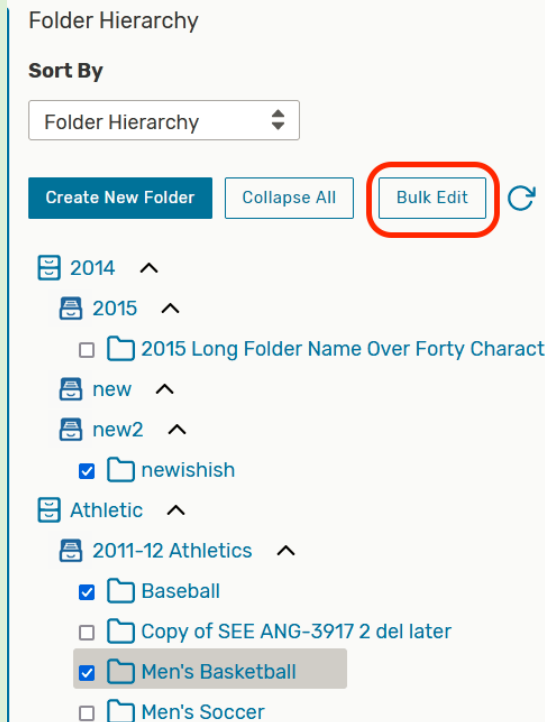 Folder Hierarchy
Sort By
Folder Hierarchy
Create New Folder Collapse All Bulk Edit
2014
2015
2015 Long Folder Name Over Forty Charact
new
new2
newishish
Athletic
2011-12 Athletics
Baseball
Copy of SEE ANG-3917 2 del later
Men's Basketball
Men's Soccer